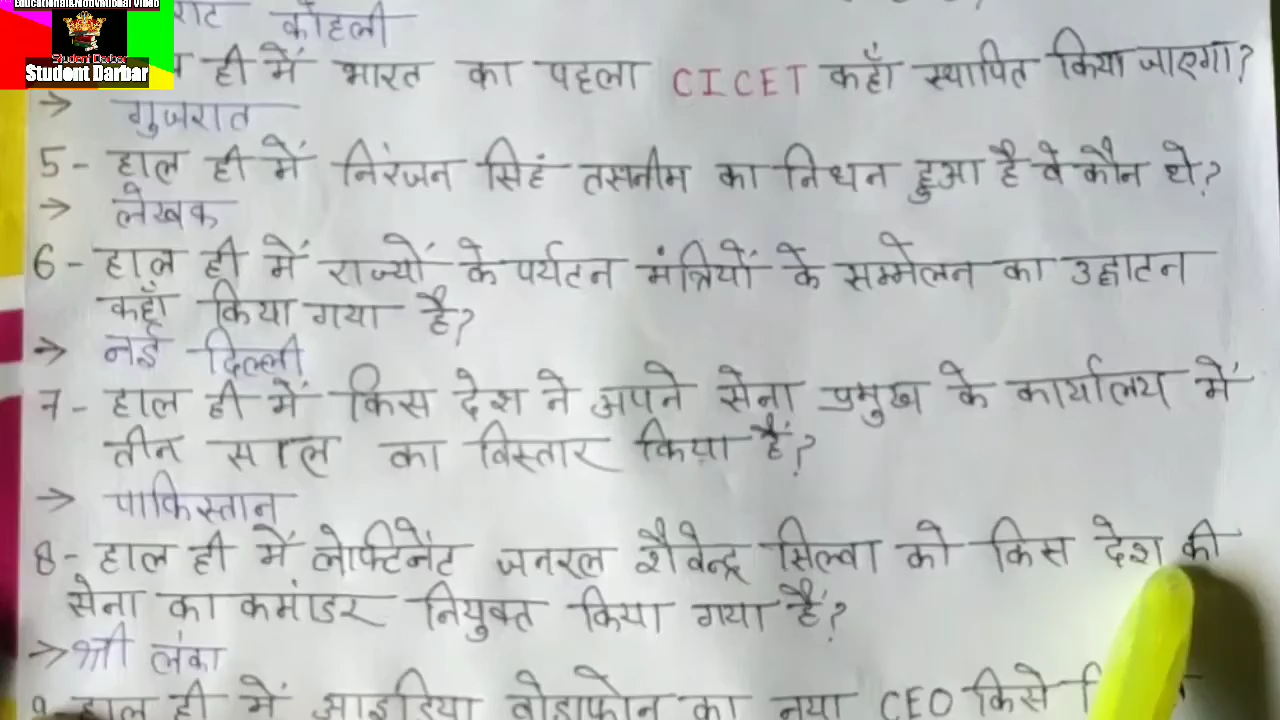 Educational&Motivational Video
Student Darbar
Student Darbar
कोहली
ही में भारत का पहला CICET कहाँ स्थापित किया जाएगा?
→ गुजरात
5- हाल ही में निरंजन सिहं तसनीम का निधन हुआ है वे कौन थे?
→ लेखक
6- हाल ही में राज्यों के पर्यटन मंत्रियों के सम्मेलन का उद्घाटन
कहाँ किया गया है?
→ नई दिल्ली
7- हाल ही में किस देश ने अपने सेना प्रमुख के कार्यालय में
तीन साल का विस्तार किया है?
→ पाकिस्तान
8- हाल ही में लेफ्टिनेंट जनरल शैवेन्द्र सिल्वा को किस देश की
सेना का कमांडर नियुक्त किया गया है?
→ श्री लंका
9- हाल ही में आइडिया वोडाफोन का नया CEO किसे